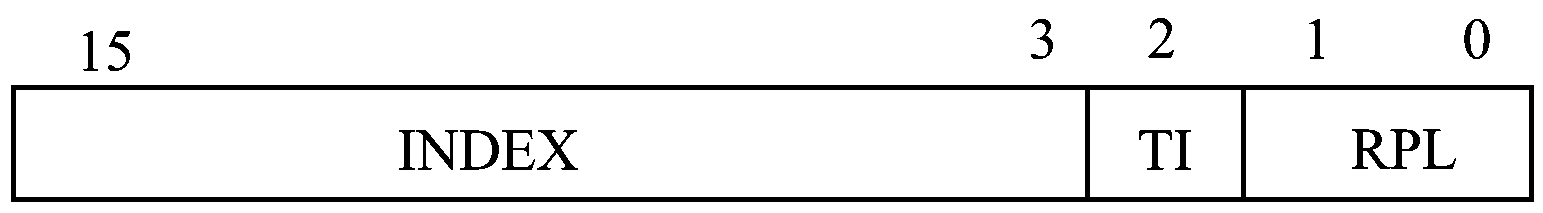 15 3 2 1 0
INDEX TI RPL